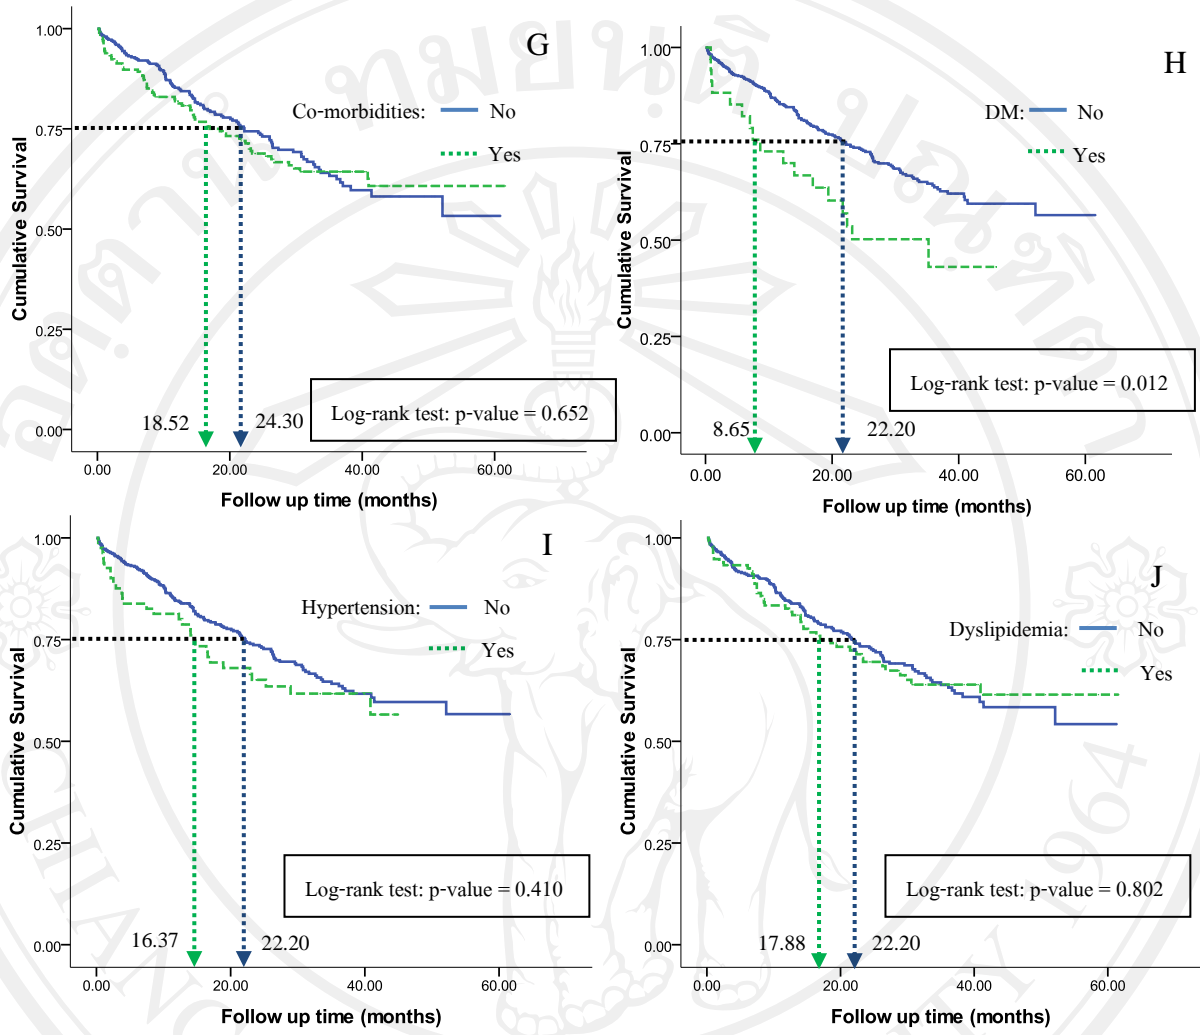 G
1.00
0.75
0.50
0.25
0.00
Cumulative Survival
Co-morbidities: No
Yes
18.52
24.30
Log-rank test: p-value = 0.652
0.00 20.00 40.00 60.00
Follow up time (months)
H
1.00
0.75
0.50
0.25
0.00
Cumulative Survival
DM: No
Yes
8.65
22.20
Log-rank test: p-value = 0.012
0.00 20.00 40.00 60.00
Follow up time (months)
I
1.00
0.75
0.50
0.25
0.00
Cumulative Survival
Hypertension: No
Yes
16.37
22.20
Log-rank test: p-value = 0.410
0.00 20.00 40.00 60.00
Follow up time (months)
J
1.00
0.75
0.50
0.25
0.00
Cumulative Survival
Dyslipidemia: No
Yes
17.88
22.20
Log-rank test: p-value = 0.802
0.00 20.00 40.00 60.00
Follow up time (months)
1964